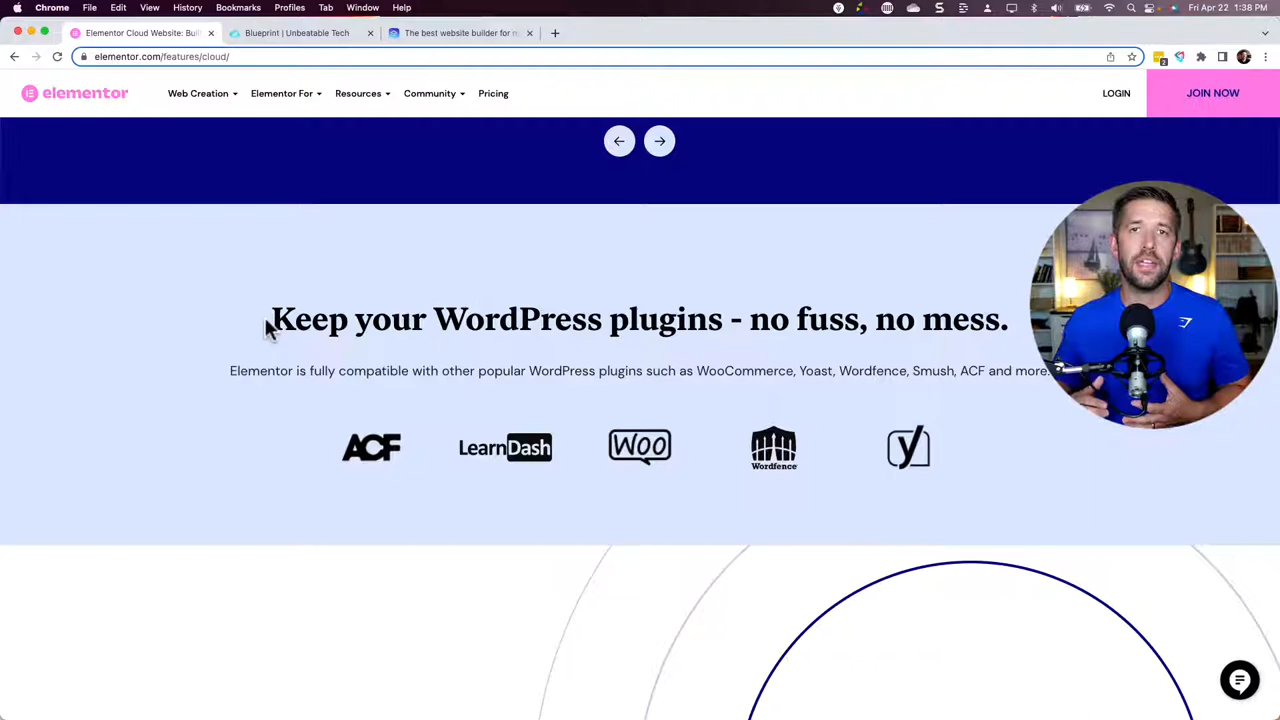 Chrome File Edit View History Bookmarks Profiles Tab Window Help Fri Apr 22 1:38 PM
Elementor Cloud Website: Bui
Blueprint | Unbeatable Tech
The best website builder for
elementor.com/features/cloud/
2
elementor
Web Creation Elementor For Resources Community Pricing LOGIN JOIN NOW
Keep your WordPress plugins - no fuss, no mess.
Elementor is fully compatible with other popular WordPress plugins such as WooCommerce, Yoast, Wordfence, Smush, ACF and more.
ACF LearnDash Woo Wordfence y